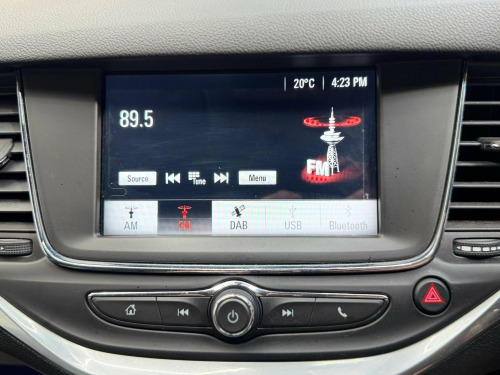 20°C 4:23 PM
89.5
FM
Source Tune Menu
AM FM DAB USB Bluetooth